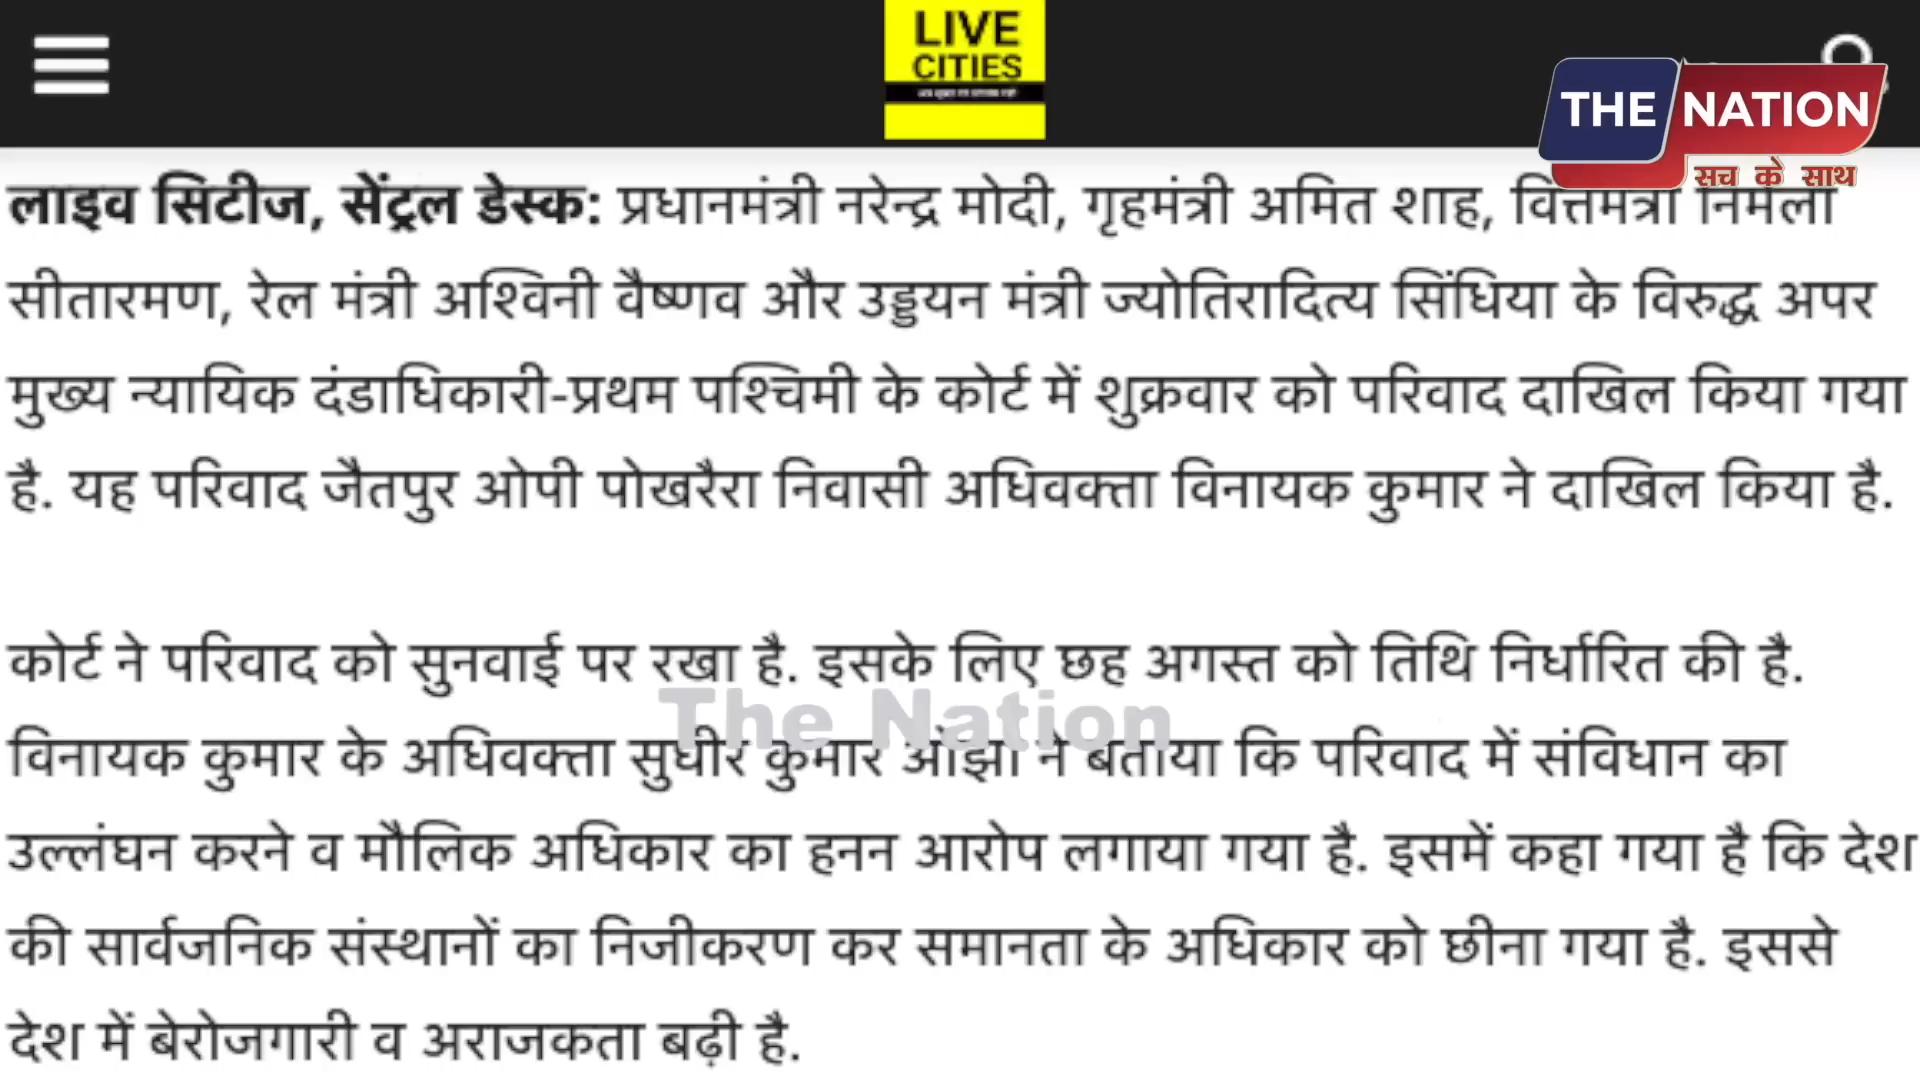 LIVE
CITIES
THE NATION
सच के साथ
लाइव सिटीज, सेंट्रल डेस्क: प्रधानमंत्री नरेन्द्र मोदी, गृहमंत्री अमित शाह, वित्तमंत्री निर्मला
सीतारमण, रेल मंत्री अश्विनी वैष्णव और उड्डयन मंत्री ज्योतिरादित्य सिंधिया के विरुद्ध अपर
मुख्य न्यायिक दंडाधिकारी-प्रथम पश्चिमी के कोर्ट में शुक्रवार को परिवाद दाखिल किया गया
है. यह परिवाद जैतपुर ओपी पोखरैरा निवासी अधिवक्ता विनायक कुमार ने दाखिल किया है.
कोर्ट ने परिवाद को सुनवाई पर रखा है. इसके लिए छह अगस्त को तिथि निर्धारित की है.
The Nation
विनायक कुमार के अधिवक्ता सुधीर कुमार ओझा ने बताया कि परिवाद में संविधान का
उल्लंघन करने व मौलिक अधिकार का हनन आरोप लगाया गया है. इसमें कहा गया है कि देश
की सार्वजनिक संस्थानों का निजीकरण कर समानता के अधिकार को छीना गया है. इससे
देश में बेरोजगारी व अराजकता बढ़ी है.